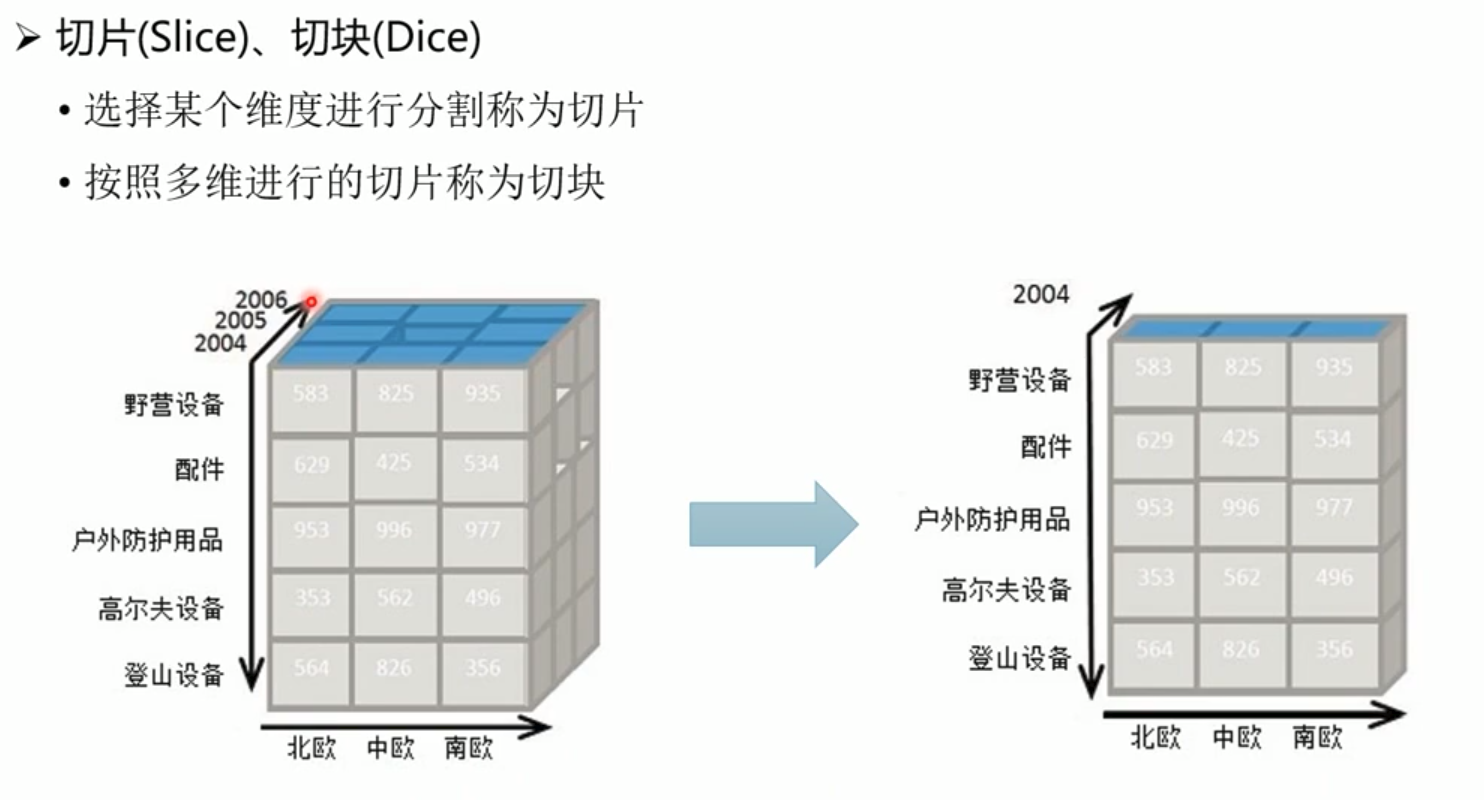 ➢ 切片(Slice)、切块(Dice)
• 选择某个维度进行分割称为切片
• 按照多维进行的切片称为切块
2006
2005
2004
野营设备 583 825 935
配件 629 425 534
户外防护用品 953 996 977
高尔夫设备 353 562 496
登山设备 564 826 356
北欧 中欧 南欧
2004
野营设备 583 825 935
配件 629 425 534
户外防护用品 953 996 977
高尔夫设备 353 562 496
登山设备 564 826 356
北欧 中欧 南欧